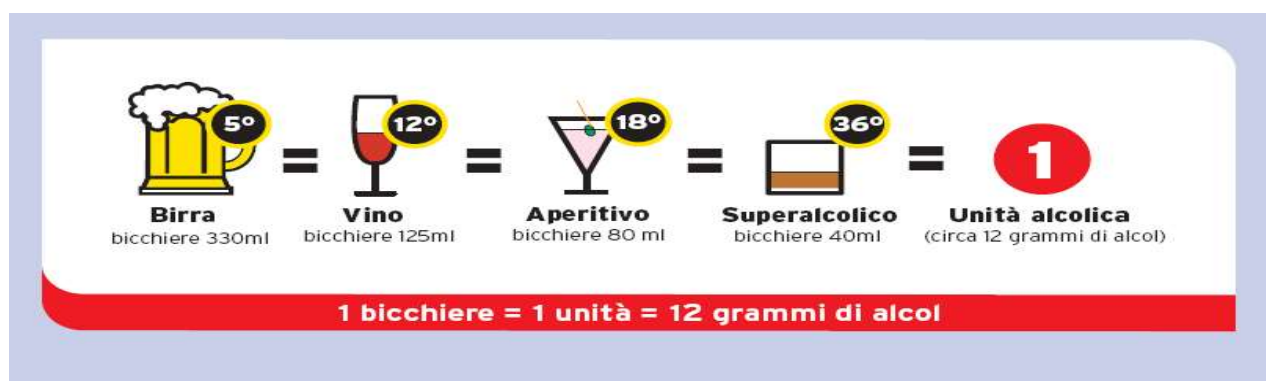 5°
12°
18°
36°
= = = = 1
Birra Vino Aperitivo Superalcolico Unità alcolica
bicchiere 330ml bicchiere 125ml bicchiere 80 ml bicchiere 40ml (circa 12 grammi di alcol)
1 bicchiere = 1 unità = 12 grammi di alcol